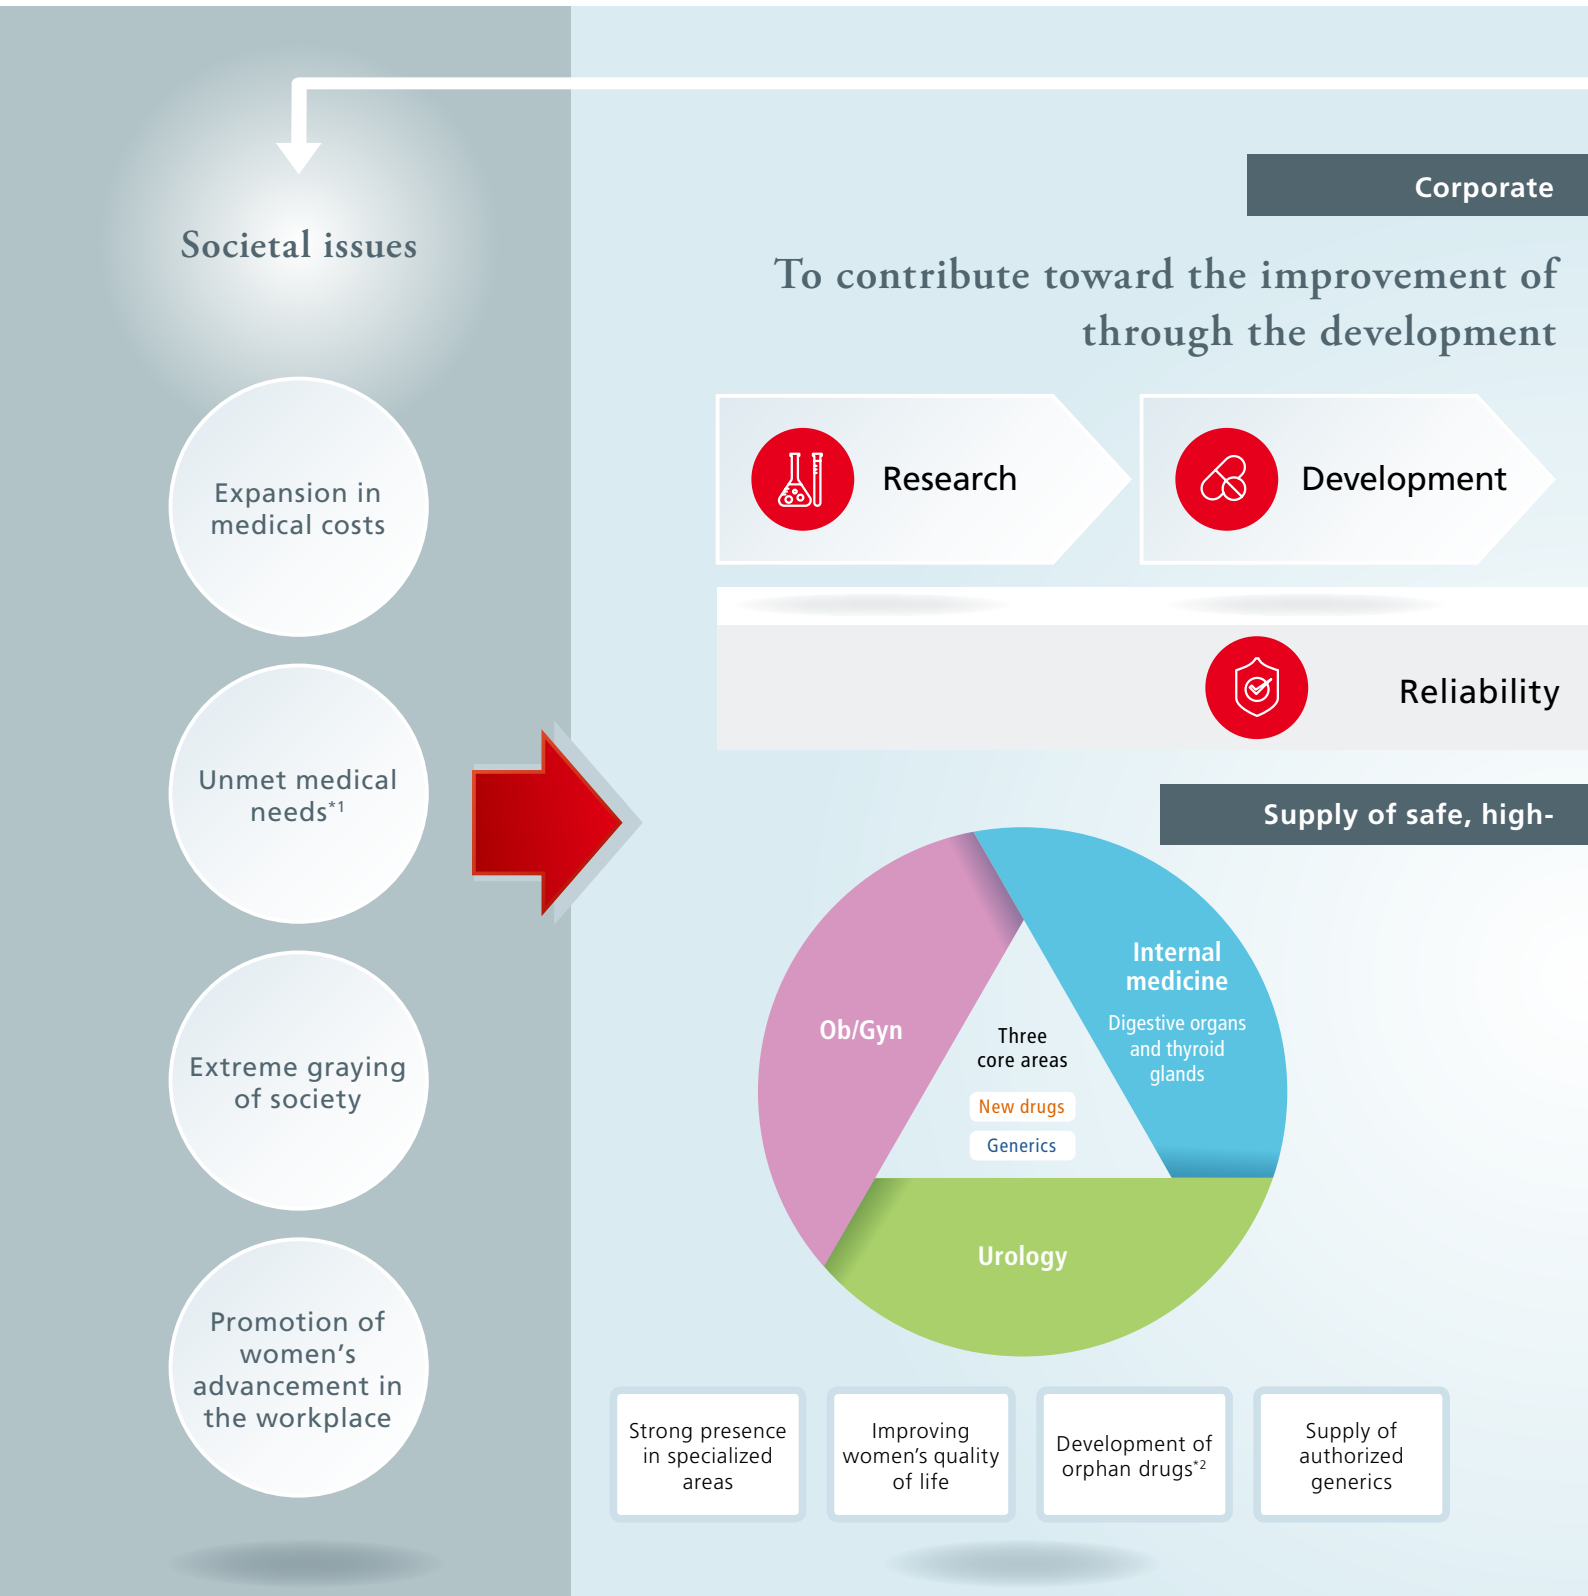 Societal issues
Expansion in
medical costs
Unmet medical
needs*1
Extreme graying
of society
Promotion of
women's
advancement in
the workplace
Corporate
To contribute toward the improvement of
through the development
Research
Development
Reliability
Supply of safe, high-
Ob/Gyn
Internal
medicine
Digestive organs
and thyroid
glands
Three
core areas
New drugs
Generics
Urology
Strong presence
in specialized
areas
Improving
women's quality
of life
Development of
orphan drugs*2
Supply of
authorized
generics